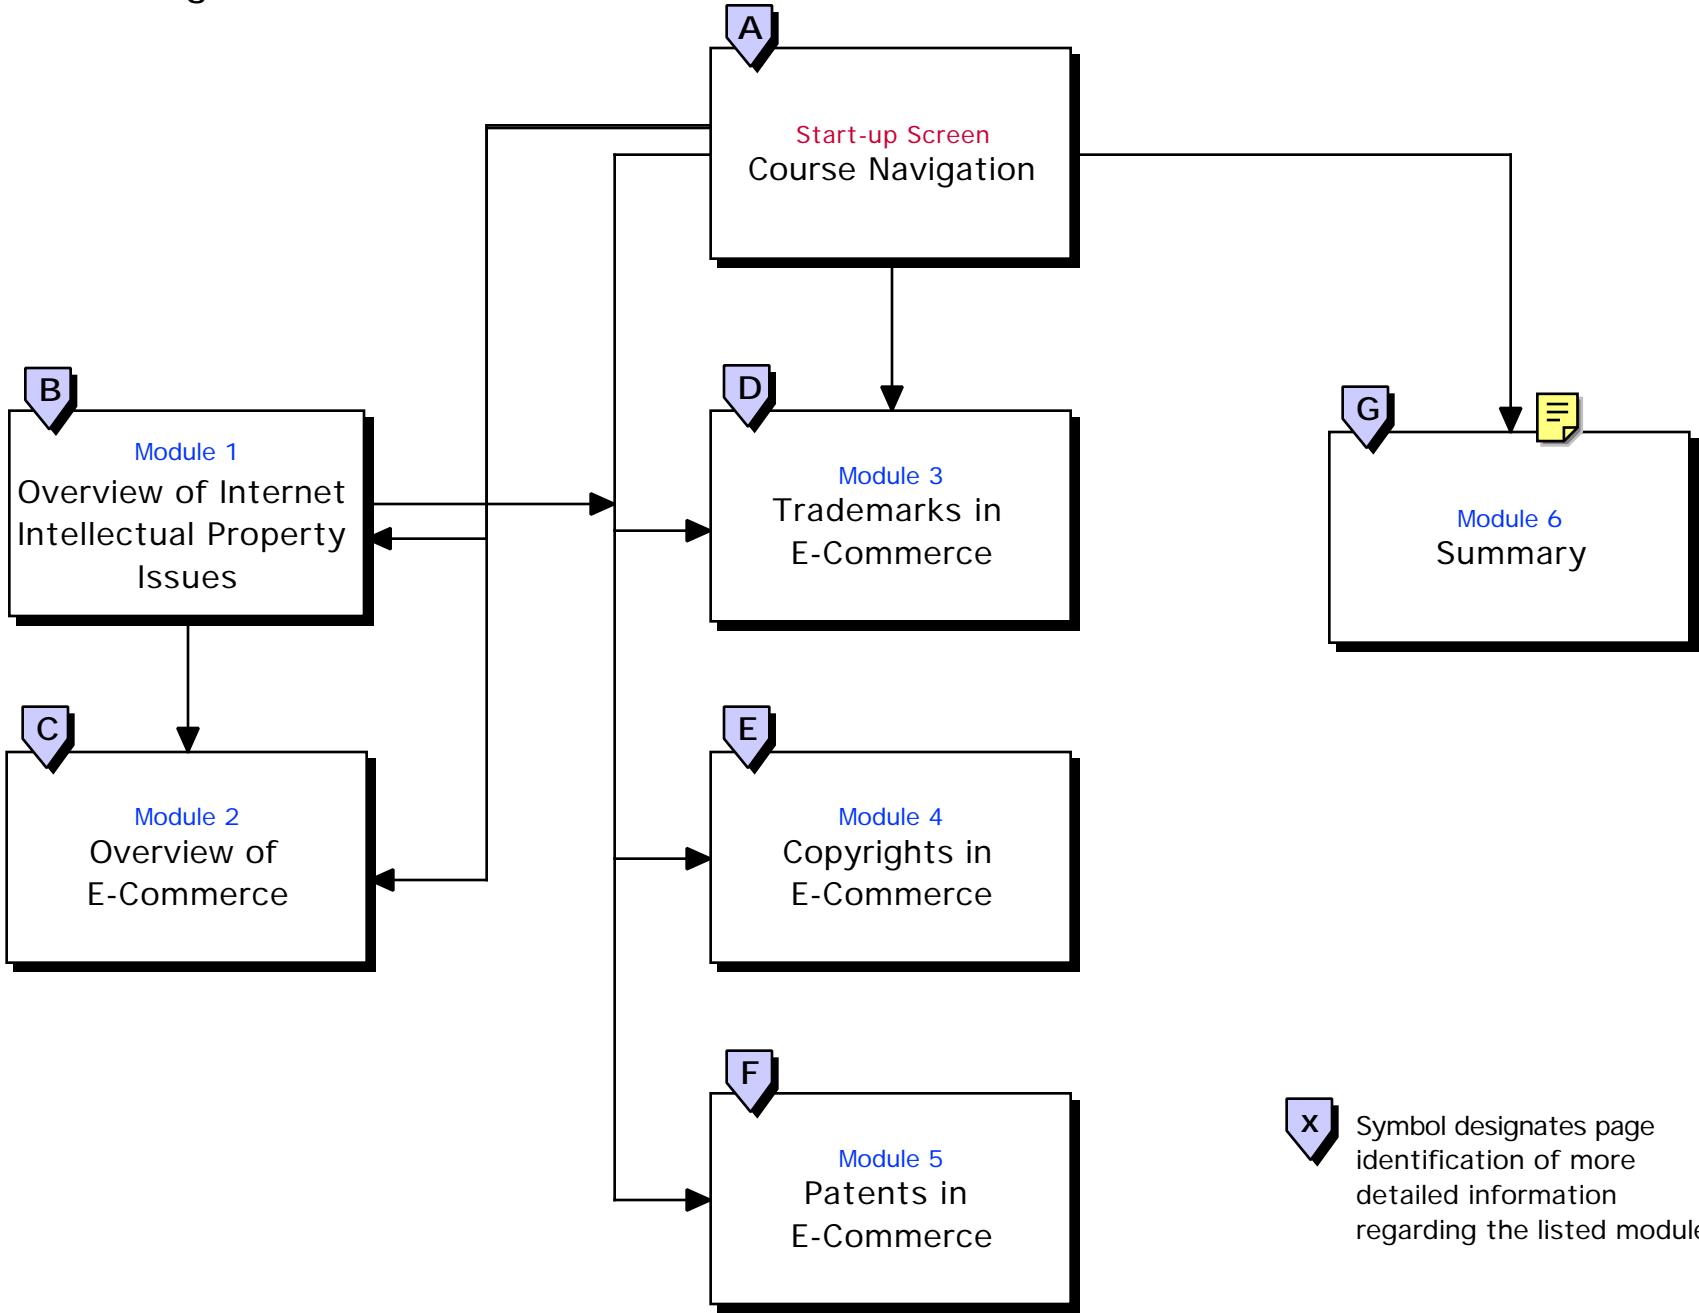 A
Start-up Screen
Course Navigation
B
Module 1
Overview of Internet
Intellectual Property
Issues
D
Module 3
Trademarks in
E-Commerce
G
Module 6
Summary
C
Module 2
Overview of
E-Commerce
E
Module 4
Copyrights in
E-Commerce
F
Module 5
Patents in
E-Commerce
x
Symbol designates page
identification of more
detailed information
regarding the listed module